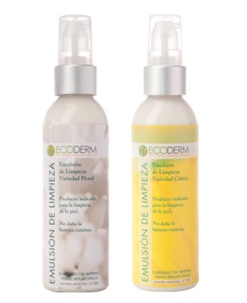 EMULSIÓN DE LIMPIEZA
ECODERM
Emulsión
de Limpieza
Variedad Floral
Producto indicado
para la limpieza
de la piel.
No daña la
barrera cutánea.
EMULSIÓN DE LIMPIEZA
ECODERM
Emulsión
de Limpieza
Variedad Cítrica
Producto indicado
para la limpieza
de la piel.
No daña la
barrera cutánea.